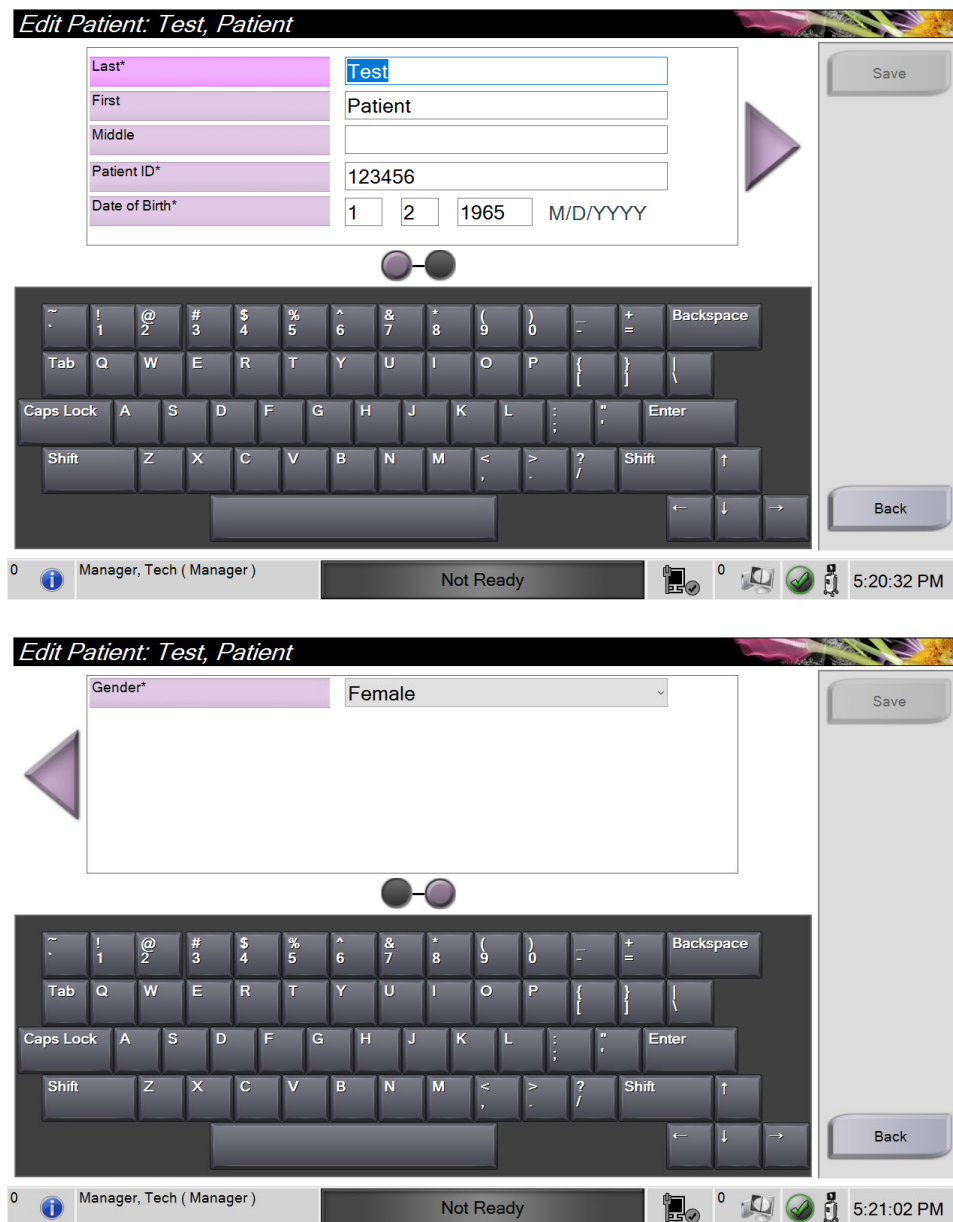 Edit Patient: Test, Patient
Last* Test Save
First Patient
Middle
Patient ID* 123456
Date of Birth* 1 2 1965 M/D/YYYY
~ ! @ # $ % ^ & * ( ) _ + Backspace
` 1 2 3 4 5 6 7 8 9 0 - =
Tab Q W E R T Y U I O P { } |
[ ] \
Caps Lock A S D F G H J K L : " Enter
; '
Shift Z X C V B N M < > ? Shift ↑
, . /
← ↓ →
Back
0 Manager, Tech ( Manager ) Not Ready 0 5:20:32 PM
Edit Patient: Test, Patient
Gender* Female Save
~ ! @ # $ % ^ & * ( ) _ + Backspace
` 1 2 3 4 5 6 7 8 9 0 - =
Tab Q W E R T Y U I O P { } |
[ ] \
Caps Lock A S D F G H J K L : " Enter
; '
Shift Z X C V B N M < > ? Shift ↑
, . /
← ↓ →
Back
0 Manager, Tech ( Manager ) Not Ready 0 5:21:02 PM